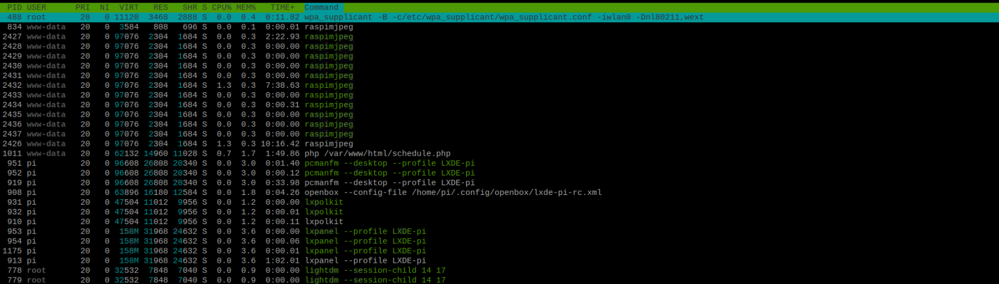 PID USER PRI NI VIRT RES SHR S CPU% MEM% TIME+ Command
488 root 20 0 11120 3468 2888 S 0.0 0.4 0:11.82 wpa_supplicant -B -c/etc/wpa_supplicant/wpa_supplicant.conf -iwlan0 -Dnl80211,wext
834 www-data 20 0 3584 808 696 S 0.0 0.1 0:00.01 raspimjpeg
2427 www-data 20 0 97076 2304 1684 S 0.0 0.3 2:22.93 raspimjpeg
2428 www-data 20 0 97076 2304 1684 S 0.0 0.3 0:00.00 raspimjpeg
2429 www-data 20 0 97076 2304 1684 S 0.0 0.3 0:00.00 raspimjpeg
2430 www-data 20 0 97076 2304 1684 S 0.0 0.3 0:00.00 raspimjpeg
2431 www-data 20 0 97076 2304 1684 S 0.0 0.3 0:00.00 raspimjpeg
2432 www-data 20 0 97076 2304 1684 S 1.3 0.3 7:38.63 raspimjpeg
2433 www-data 20 0 97076 2304 1684 S 0.0 0.3 0:00.00 raspimjpeg
2434 www-data 20 0 97076 2304 1684 S 0.0 0.3 0:00.31 raspimjpeg
2435 www-data 20 0 97076 2304 1684 S 0.0 0.3 0:00.00 raspimjpeg
2436 www-data 20 0 97076 2304 1684 S 0.0 0.3 0:00.00 raspimjpeg
2437 www-data 20 0 97076 2304 1684 S 0.0 0.3 0:00.00 raspimjpeg
2426 www-data 20 0 97076 2304 1684 S 1.3 0.3 10:16.42 raspimjpeg
1011 www-data 20 0 62132 14960 11028 S 0.7 1.7 1:49.86 php /var/www/html/schedule.php
951 pi 20 0 96608 26808 20340 S 0.0 3.0 0:01.40 pcmanfm --desktop --profile LXDE-pi
952 pi 20 0 96608 26808 20340 S 0.0 3.0 0:00.12 pcmanfm --desktop --profile LXDE-pi
919 pi 20 0 96608 26808 20340 S 0.0 3.0 0:33.98 pcmanfm --desktop --profile LXDE-pi
908 pi 20 0 63896 16180 12584 S 0.0 1.8 0:04.26 openbox --config-file /home/pi/.config/openbox/lxde-pi-rc.xml
931 pi 20 0 47504 11012 9956 S 0.0 1.2 0:00.00 lxpolkit
932 pi 20 0 47504 11012 9956 S 0.0 1.2 0:00.01 lxpolkit
910 pi 20 0 47504 11012 9956 S 0.0 1.2 0:00.11 lxpolkit
953 pi 20 0 158M 31968 24632 S 0.0 3.6 0:00.00 lxpanel --profile LXDE-pi
954 pi 20 0 158M 31968 24632 S 0.0 3.6 0:00.06 lxpanel --profile LXDE-pi
1175 pi 20 0 158M 31968 24632 S 0.0 3.6 0:00.01 lxpanel --profile LXDE-pi
913 pi 20 0 158M 31968 24632 S 0.0 3.6 1:02.01 lxpanel --profile LXDE-pi
778 root 20 0 32532 7848 7040 S 0.0 0.9 0:00.00 lightdm --session-child 14 17
779 root 20 0 32532 7848 7040 S 0.0 0.9 0:00.00 lightdm --session-child 14 17